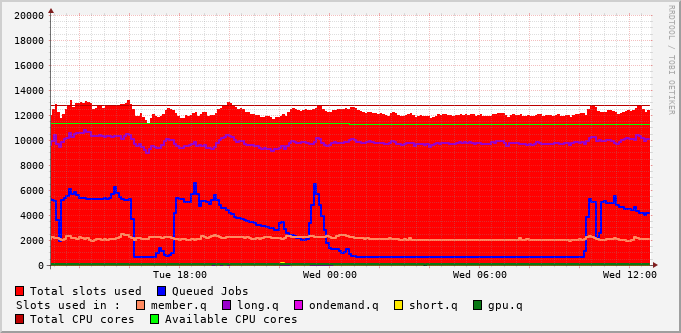 20000
18000
16000
14000
12000
10000
8000
6000
4000
2000
0
Tue 18:00 Wed 00:00 Wed 06:00 Wed 12:00
RRDTOOL / TOBI OETIKER
Total slots used Queued Jobs
Slots used in : member.q long.q ondemand.q short.q gpu.q
Total CPU cores Available CPU cores